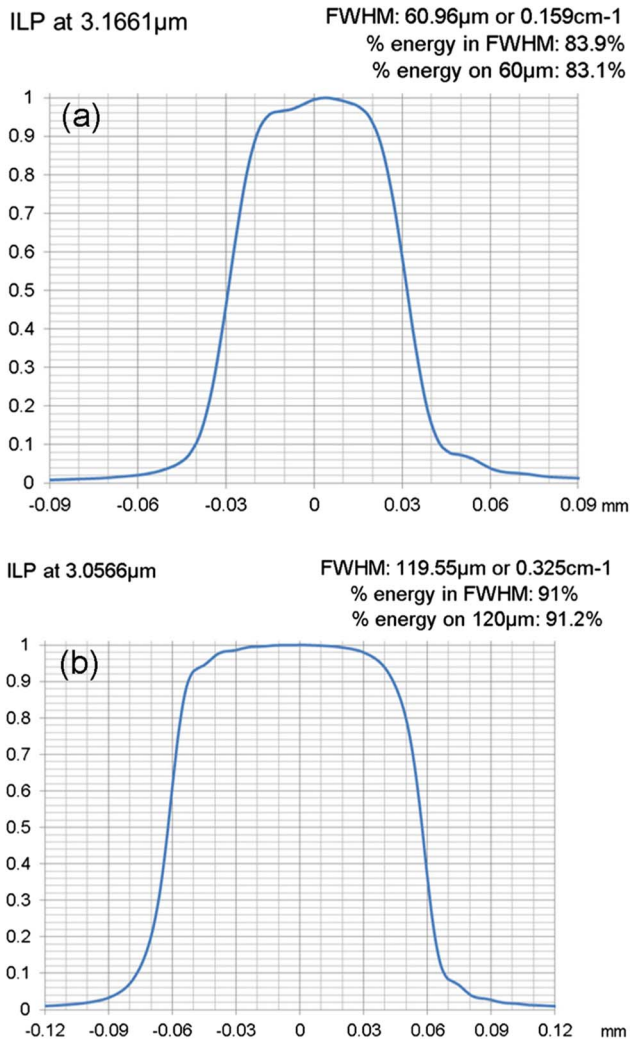 ILP at 3.1661µm
FWHM: 60.96µm or 0.159cm-1
% energy in FWHM: 83.9%
% energy on 60µm: 83.1%
(a)
1
0.9
0.8
0.7
0.6
0.5
0.4
0.3
0.2
0.1
0
-0.09 -0.06 -0.03 0 0.03 0.06 0.09 mm
ILP at 3.0566µm
FWHM: 119.55µm or 0.325cm-1
% energy in FWHM: 91%
% energy on 120µm: 91.2%
(b)
1
0.9
0.8
0.7
0.6
0.5
0.4
0.3
0.2
0.1
0
-0.12 -0.09 -0.06 -0.03 0 0.03 0.06 0.09 0.12
mm